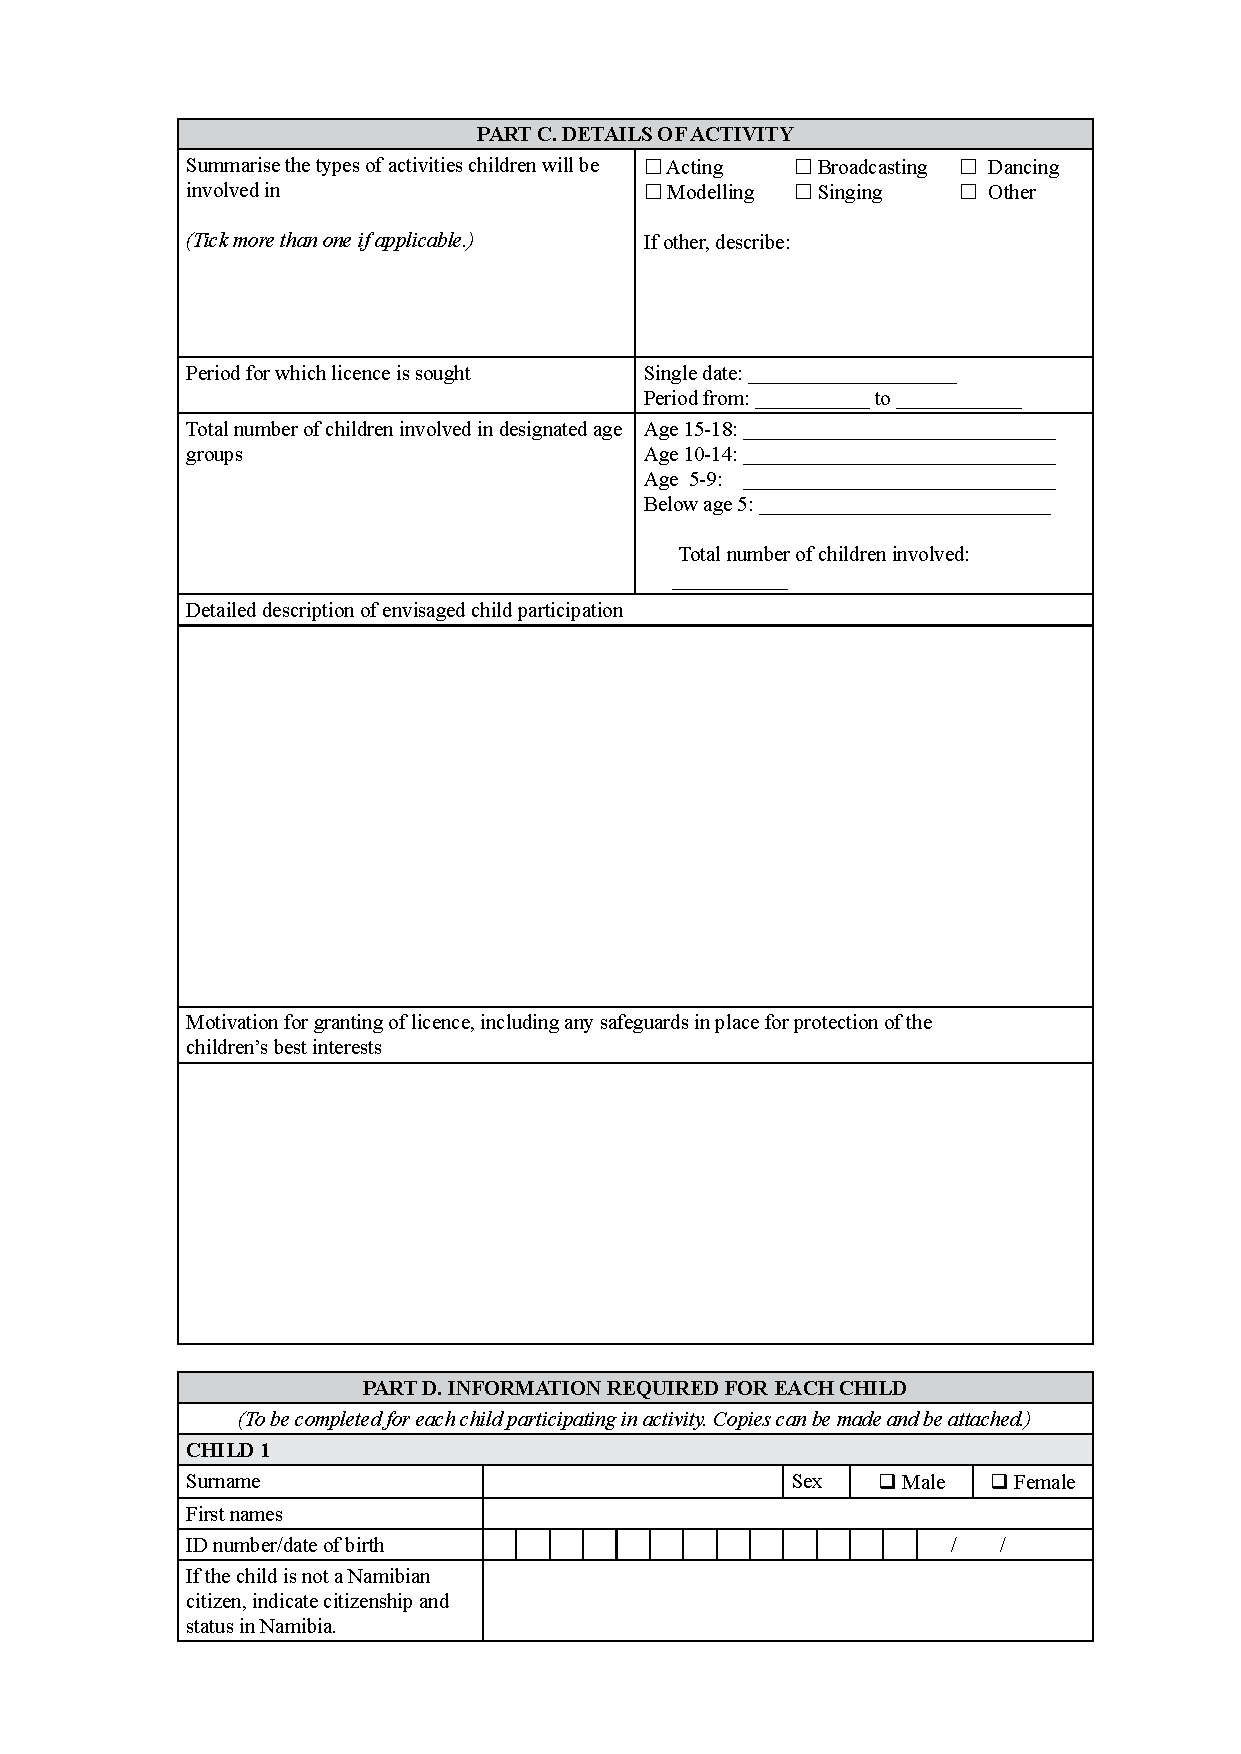 PART C. DETAILS OF ACTIVITY
Summarise the types of activities children will be
involved in
(Tick more than one if applicable.)
☐ Acting ☐ Broadcasting ☐ Dancing
☐ Modelling ☐ Singing ☐ Other
If other, describe:
Period for which licence is sought
Single date: ____________________
Period from: ___________ to ____________
Total number of children involved in designated age
groups
Age 15-18: ______________________________
Age 10-14: ______________________________
Age 5-9: ______________________________
Below age 5: ____________________________
Total number of children involved:
___________
Detailed description of envisaged child participation
Motivation for granting of licence, including any safeguards in place for protection of the
children’s best interests
PART D. INFORMATION REQUIRED FOR EACH CHILD
(To be completed for each child participating in activity. Copies can be made and be attached.)
CHILD 1
Surname Sex ❑ Male ❑ Female
First names
ID number/date of birth / /
If the child is not a Namibian
citizen, indicate citizenship and
status in Namibia.